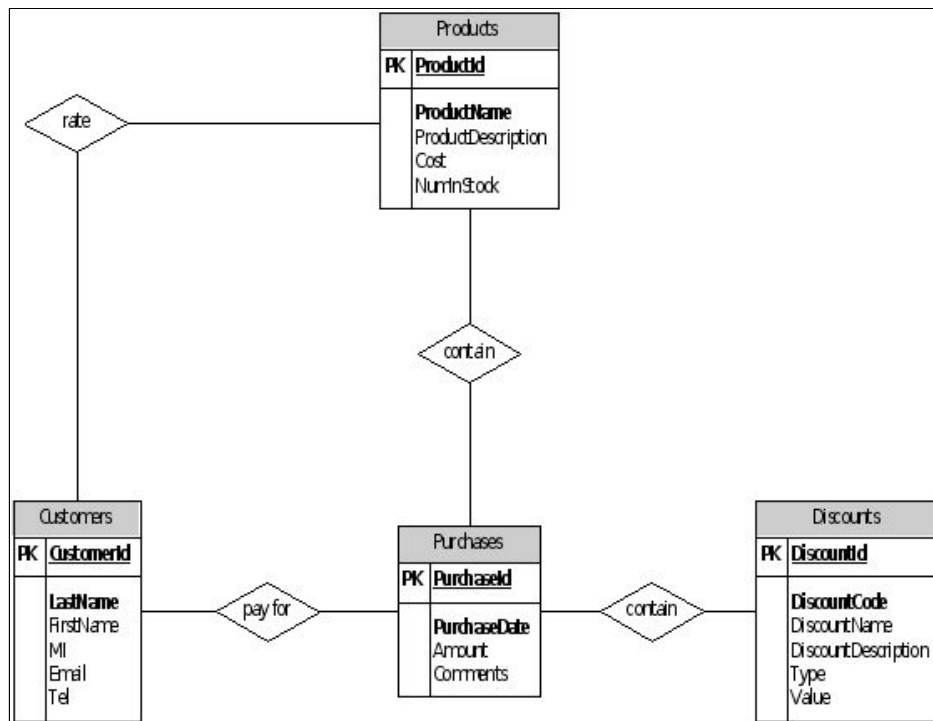 Products
PK ProductId
ProductName
ProductDescription
Cost
NumInStock
rate
contain
Customers
PK CustomerId
LastName
FirstName
MI
Email
Tel
pay for
Purchases
PK PurchaseId
PurchaseDate
Amount
Comments
contain
Discounts
PK DiscountId
DiscountCode
DiscountName
DiscountDescription
Type
Value